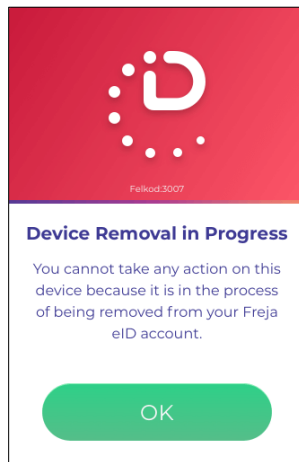 iD
Felkod:3007
Device Removal in Progress
You cannot take any action on this
device because it is in the process
of being removed from your Freja
eID account.
OK